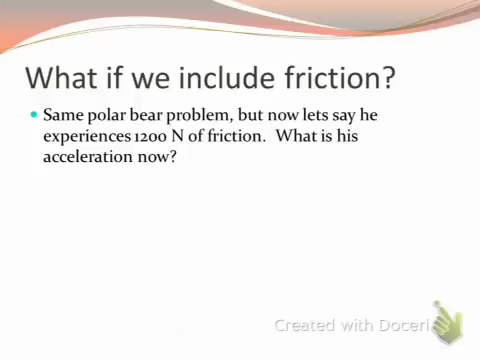 What if we include friction?
Same polar bear problem, but now lets say he
experiences 1200 N of friction. What is his
acceleration now?
Created with Doceri